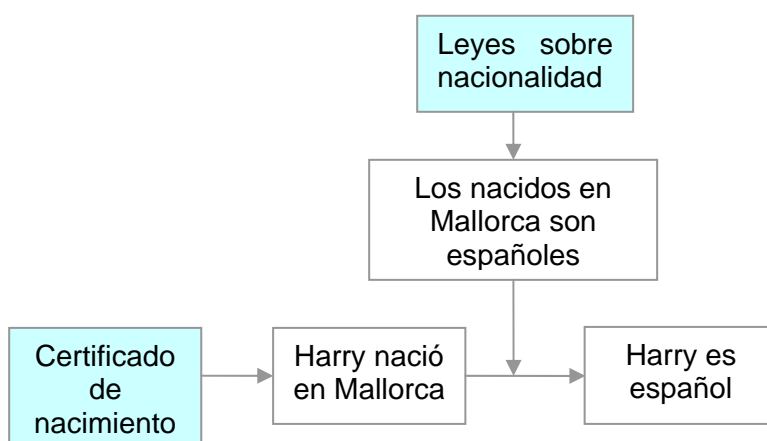 Leyes sobre
nacionalidad
Los nacidos en
Mallorca son
españoles
Certificado
de
nacimiento
Harry nació
en Mallorca
Harry es
español